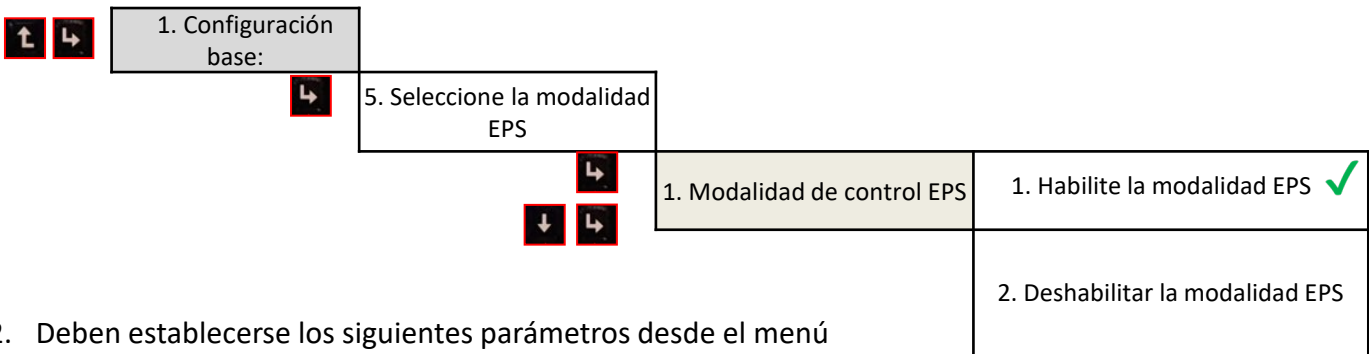 1. Configuración
base:
5. Seleccione la modalidad
EPS
1. Modalidad de control EPS
1. Habilite la modalidad EPS
2. Deshabilitar la modalidad EPS
2. Deben establecerse los siguientes parámetros desde el menú